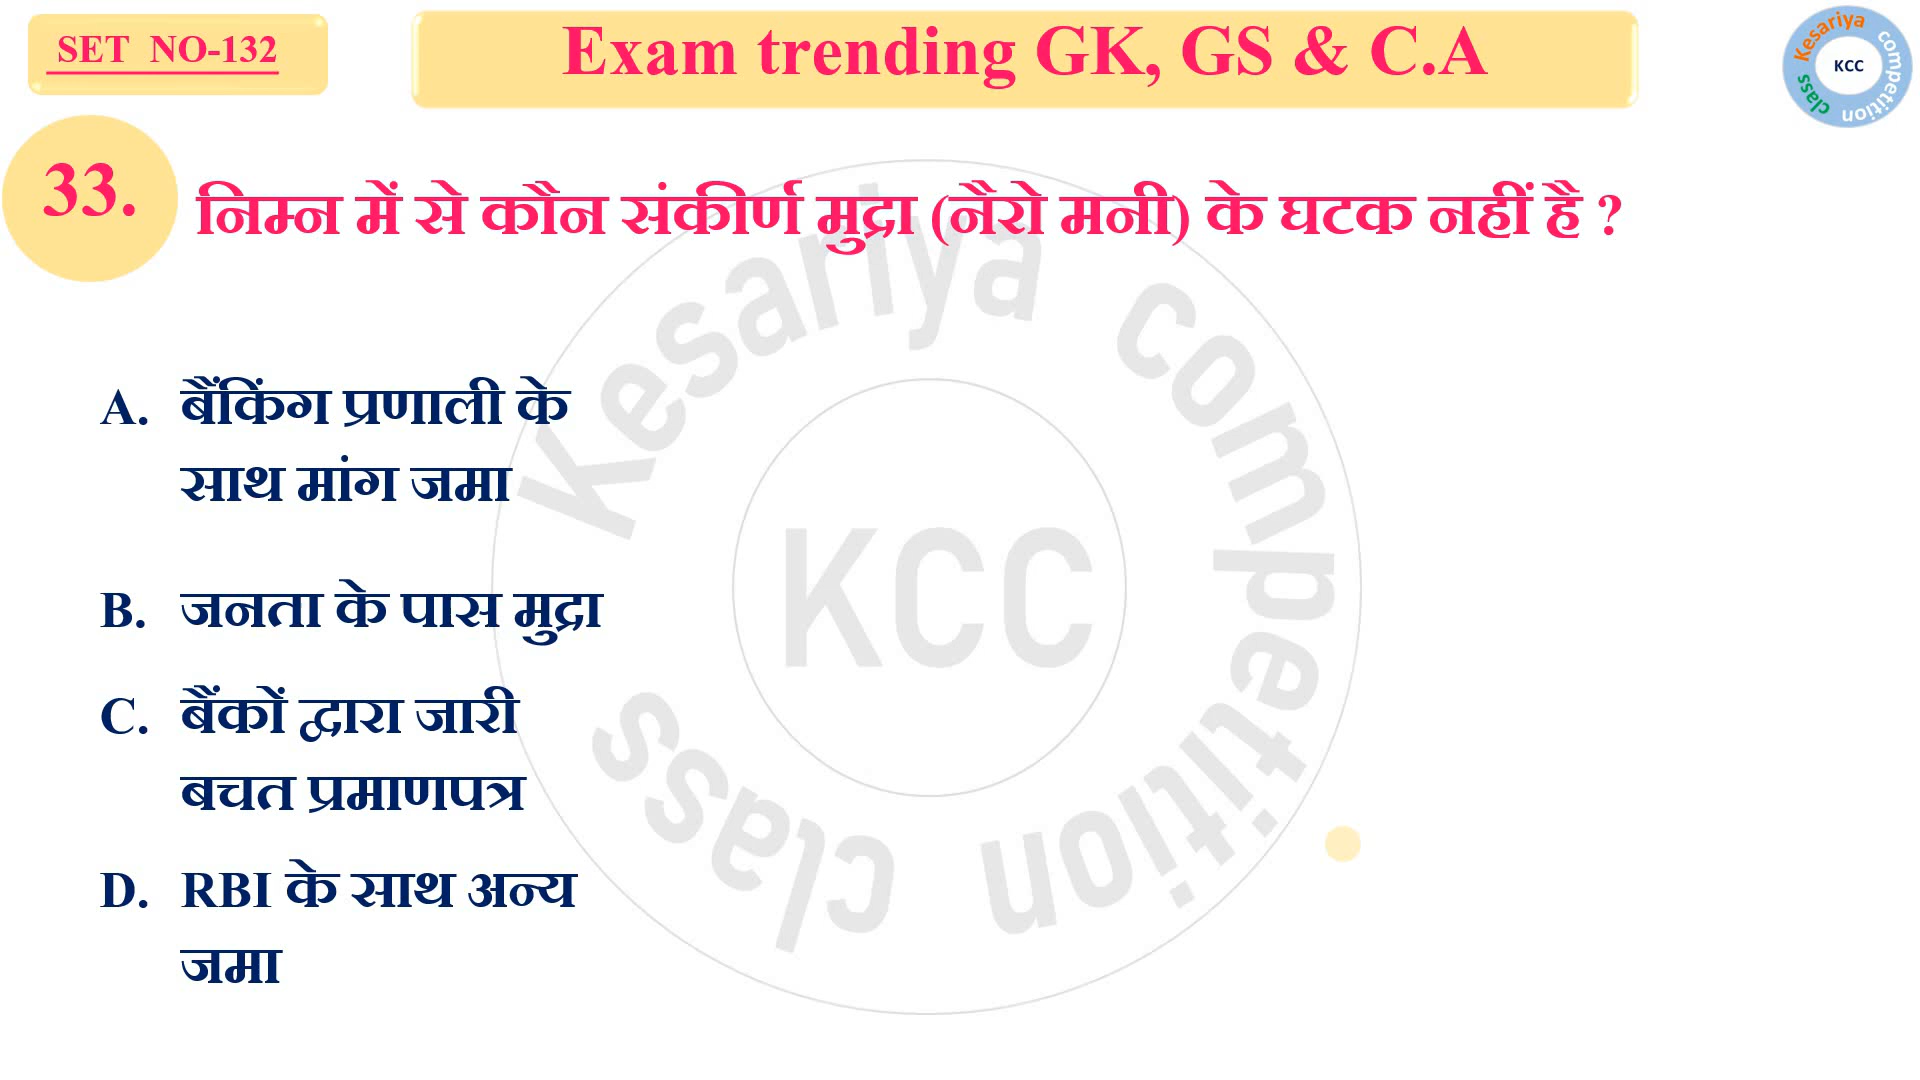 SET NO-132
Exam trending GK, GS & C.A
Kesariya competition class
KCC
33.
निम्न में से कौन संकीर्ण मुद्रा (नैरो मनी) के घटक नहीं है ?
A. बैंकिंग प्रणाली के
साथ मांग जमा
B. जनता के पास मुद्रा
C. बैंकों द्वारा जारी
बचत प्रमाणपत्र
D. RBI के साथ अन्य
जमा
Kesariya competition class
KCC